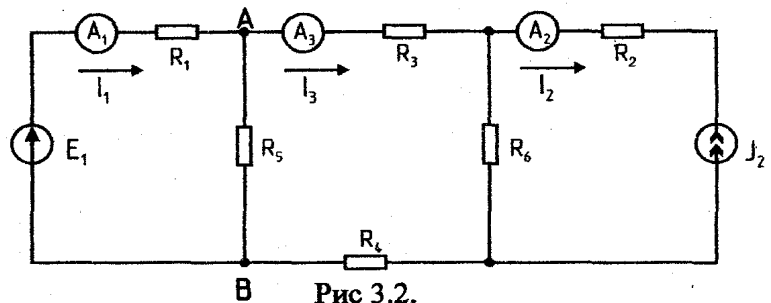 A
A₁ R₁ A₃ R₃ A₂ R₂
I₁ I₃ I₂
E₁ R₅ R₆ J₂
R₄
B
Рис 3.2.